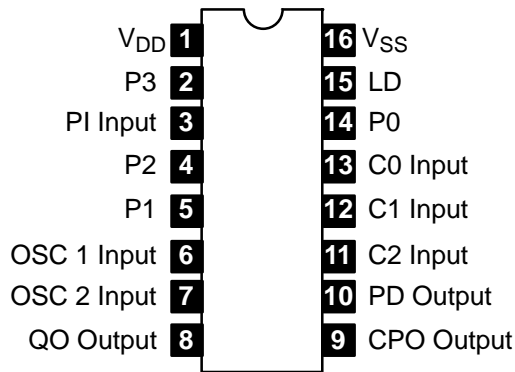 VDD 1 16 VSS
P3 2 15 LD
PI Input 3 14 P0
P2 4 13 C0 Input
P1 5 12 C1 Input
OSC 1 Input 6 11 C2 Input
OSC 2 Input 7 10 PD Output
QO Output 8 9 CPO Output